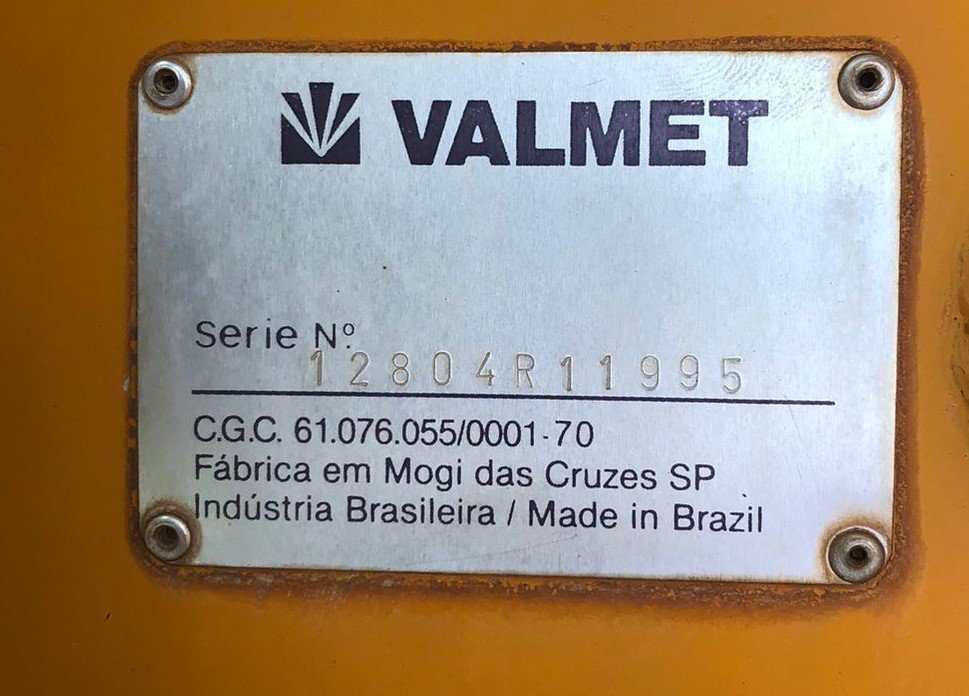 VALMET
Serie Nº
12804R11995
C.G.C. 61.076.055/0001-70
Fábrica em Mogi das Cruzes SP
Indústria Brasileira / Made in Brazil